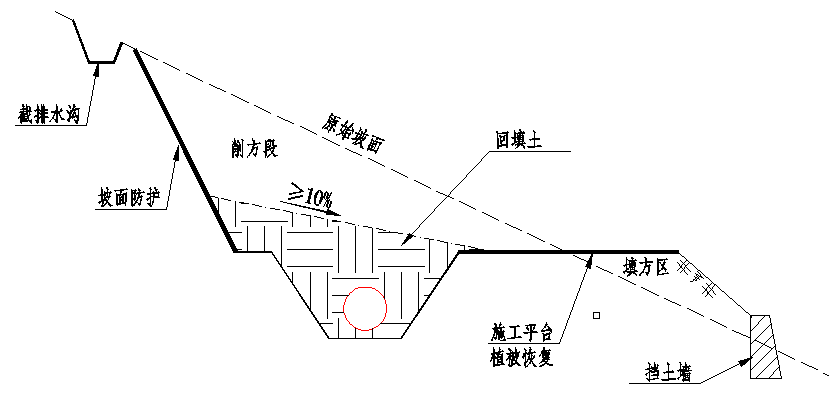 截排水沟
原始坡面
削方段
回填土
坡面防护
≥10%
填方区
施工平台
植被恢复
挡土墙